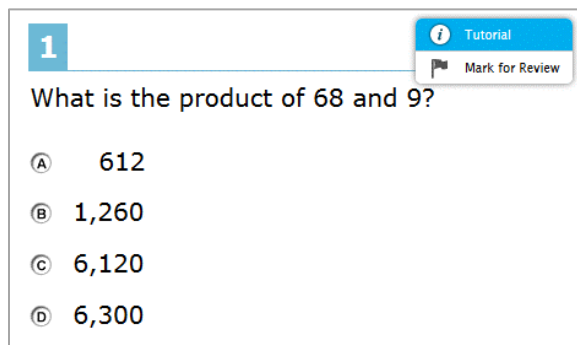 1
Tutorial
Mark for Review
What is the product of 68 and 9?
A 612
B 1,260
C 6,120
D 6,300